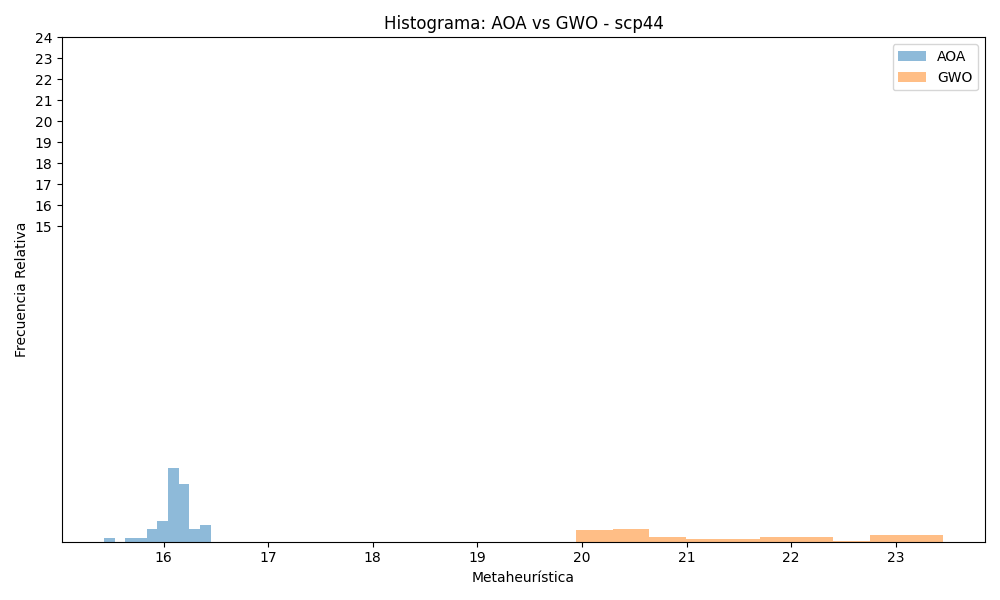 Histograma: AOA vs GWO - scp44
AOA
GWO
24
23
22
21
20
19
18
17
16
15
Frecuencia Relativa
16 17 18 19 20 21 22 23
Metaheurística